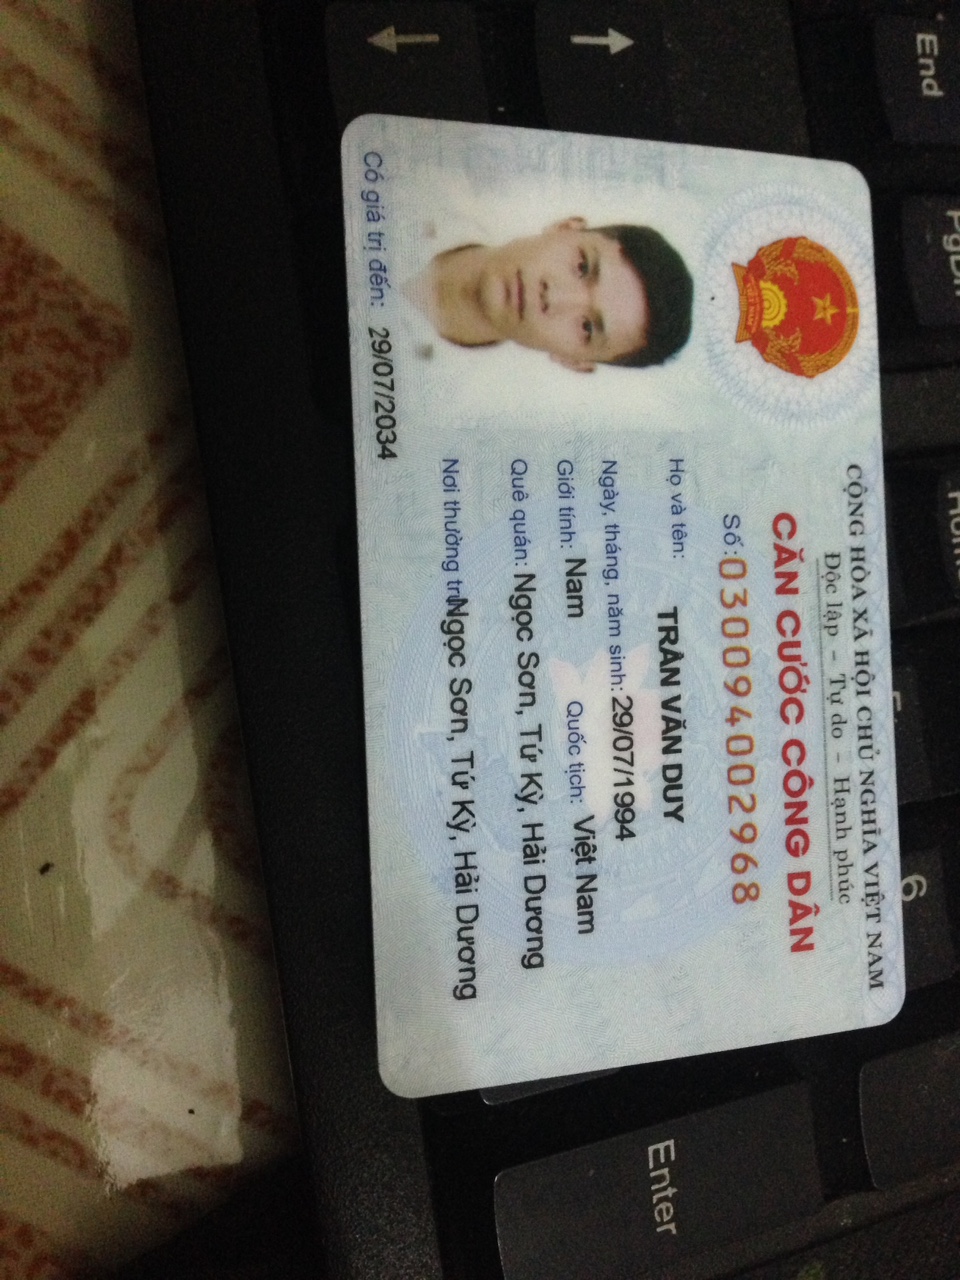 CỘNG HÒA XÃ HỘI CHỦ NGHĨA VIỆT NAM
Độc lập - Tự do - Hạnh phúc
CĂN CƯỚC CÔNG DÂN
Số: 030094002968
Họ và tên:
TRẦN VĂN DUY
Ngày, tháng, năm sinh: 29/07/1994
Giới tính: Nam Quốc tịch: Việt Nam
Quê quán: Ngọc Sơn, Tứ Kỳ, Hải Dương
Nơi thường trú Ngọc Sơn, Tứ Kỳ, Hải Dương
Có giá trị đến: 29/07/2034
End
PgDn
6
Enter